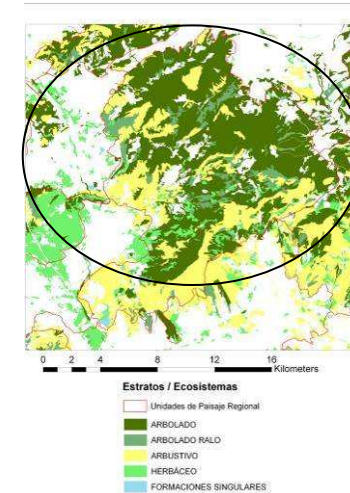 0 2 4 8 12 16
Kilometers
Estratos / Ecosistemas
Unidades de Paisaje Regional
ARBOLADO
ARBOLADO RALO
ARBUSTIVO
HERBÁCEO
FORMACIONES SINGULARES